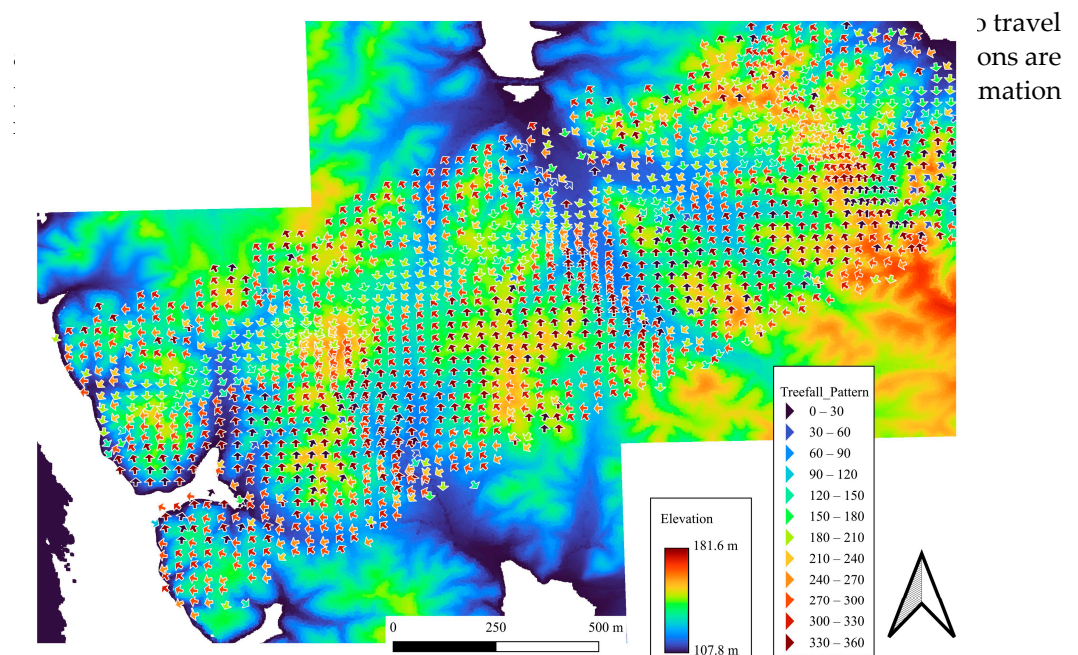 travel
ons are
mation
Treefall_Pattern
0 – 30
30 – 60
60 – 90
90 – 120
120 – 150
150 – 180
180 – 210
210 – 240
240 – 270
270 – 300
300 – 330
330 – 360
Elevation
181.6 m
107.8 m
0 250 500 m